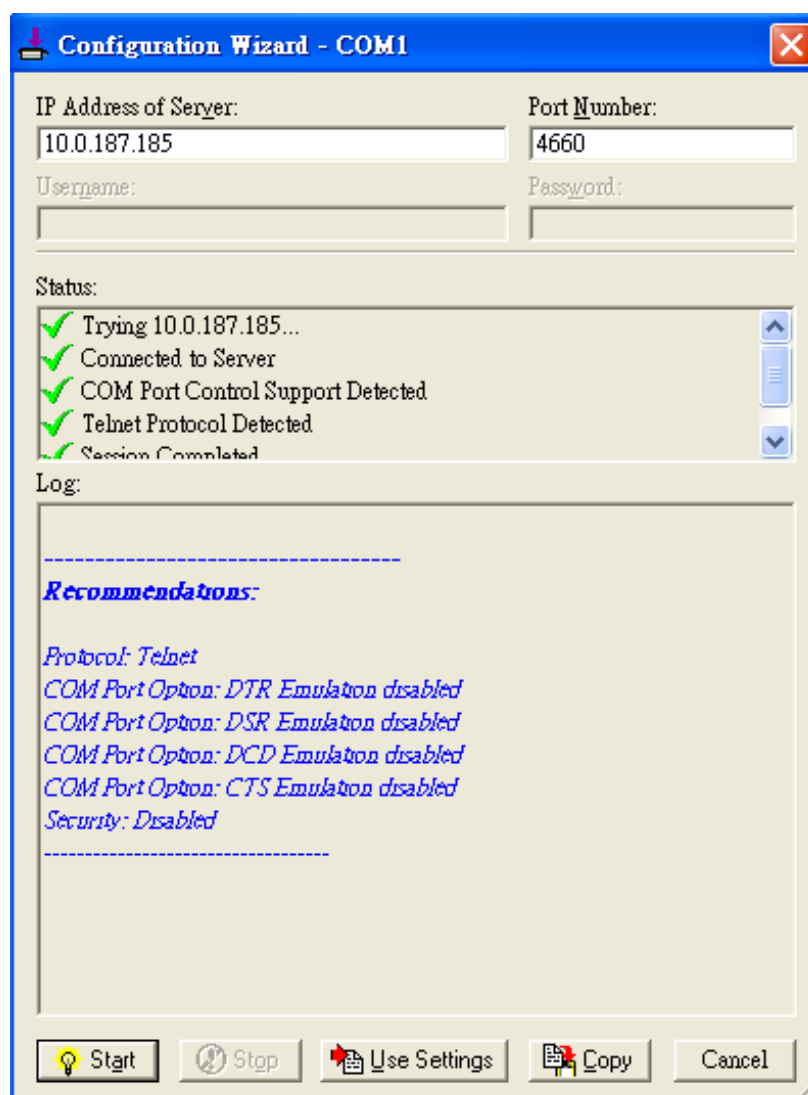 Configuration Wizard - COM1
IP Address of Server: Port Number:
10.0.187.185 4660
Username: Password:
Status:
Trying 10.0.187.185...
Connected to Server
COM Port Control Support Detected
Telnet Protocol Detected
Session Completed
Log:
-----------------------------------
Recommendations:
Protocol: Telnet
COM Port Option: DTR Emulation disabled
COM Port Option: DSR Emulation disabled
COM Port Option: DCD Emulation disabled
COM Port Option: CTS Emulation disabled
Security: Disabled
-----------------------------------
Start Stop Use Settings Copy Cancel